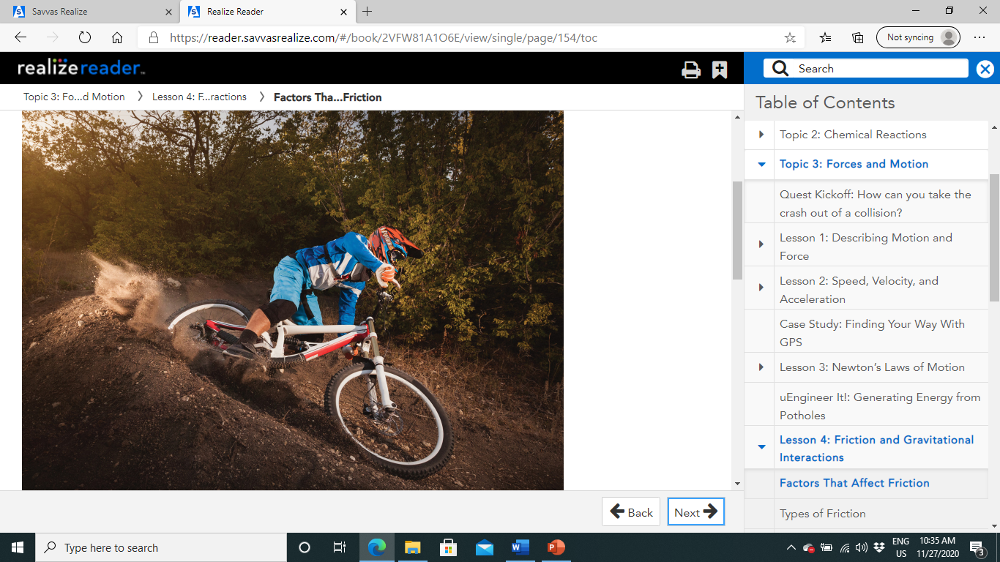 Savvas Realize
Realize Reader
https://reader.savvasrealize.com/#/book/2VFW81A1O6E/view/single/page/154/toc
Not syncing
realizereader™
Search
Topic 3: Fo...d Motion
Lesson 4: F...ractions
Factors Tha...Friction
Table of Contents
Topic 2: Chemical Reactions
Topic 3: Forces and Motion
Quest Kickoff: How can you take the
crash out of a collision?
Lesson 1: Describing Motion and
Force
Lesson 2: Speed, Velocity, and
Acceleration
Case Study: Finding Your Way With
GPS
Lesson 3: Newton’s Laws of Motion
uEngineer It!: Generating Energy from
Potholes
Lesson 4: Friction and Gravitational
Interactions
Factors That Affect Friction
Types of Friction
Back
Next
Type here to search
ENG
US
10:35 AM
11/27/2020
3